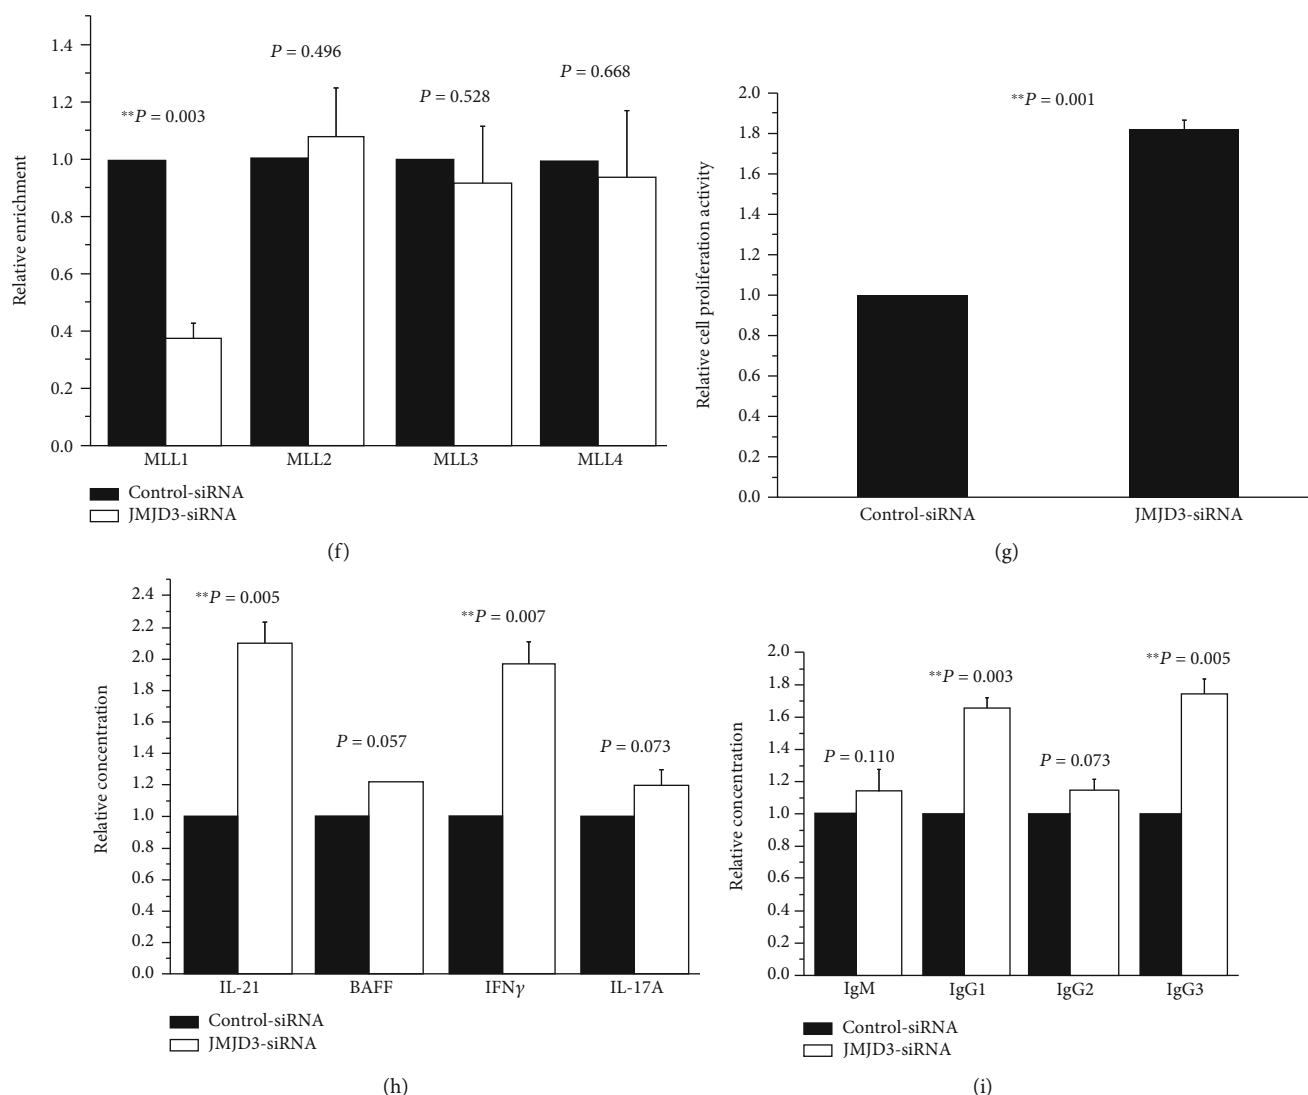 P = 0.496
P = 0.668
P = 0.528
**P = 0.003
1.4
1.2
1.0
0.8
0.6
0.4
0.2
0.0
Relative enrichment
MLL1 MLL2 MLL3 MLL4
Control-siRNA
JMJD3-siRNA
(f)
**P = 0.001
2.0
1.8
1.6
1.4
1.2
1.0
0.8
0.6
0.4
0.2
0.0
Relative cell proliferation activity
Control-siRNA JMJD3-siRNA
(g)
**P = 0.005
**P = 0.007
P = 0.057
P = 0.073
2.4
2.2
2.0
1.8
1.6
1.4
1.2
1.0
0.8
0.6
0.4
0.2
0.0
Relative concentration
IL-21 BAFF IFNγ IL-17A
Control-siRNA
JMJD3-siRNA
(h)
**P = 0.005
**P = 0.003
P = 0.110
P = 0.073
2.0
1.8
1.6
1.4
1.2
1.0
0.8
0.6
0.4
0.2
0.0
Relative concentration
IgM IgG1 IgG2 IgG3
Control-siRNA
JMJD3-siRNA
(i)